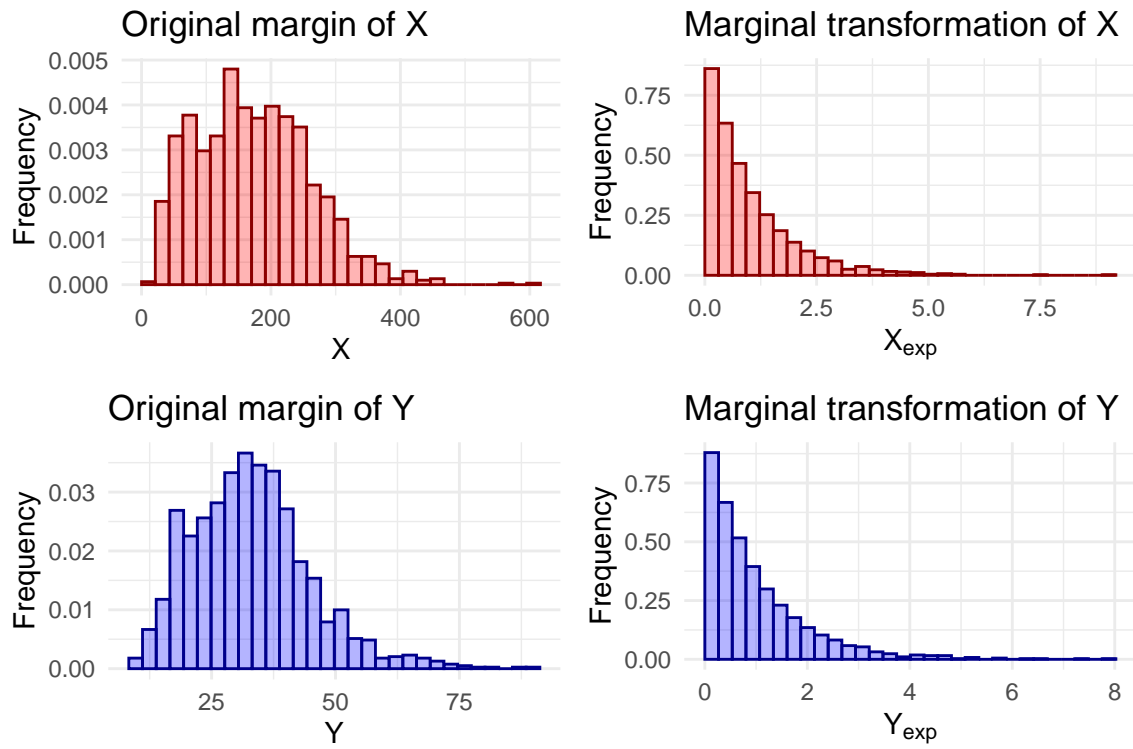 Original margin of X
Frequency
0.005
0.004
0.003
0.002
0.001
0.000
0
200
400
600
X
Marginal transformation of X
Frequency
0.75
0.50
0.25
0.00
0.0
2.5
5.0
7.5
Xexp
Original margin of Y
Frequency
0.03
0.02
0.01
0.00
25
50
75
Y
Marginal transformation of Y
Frequency
0.75
0.50
0.25
0.00
0
2
4
6
8
Yexp